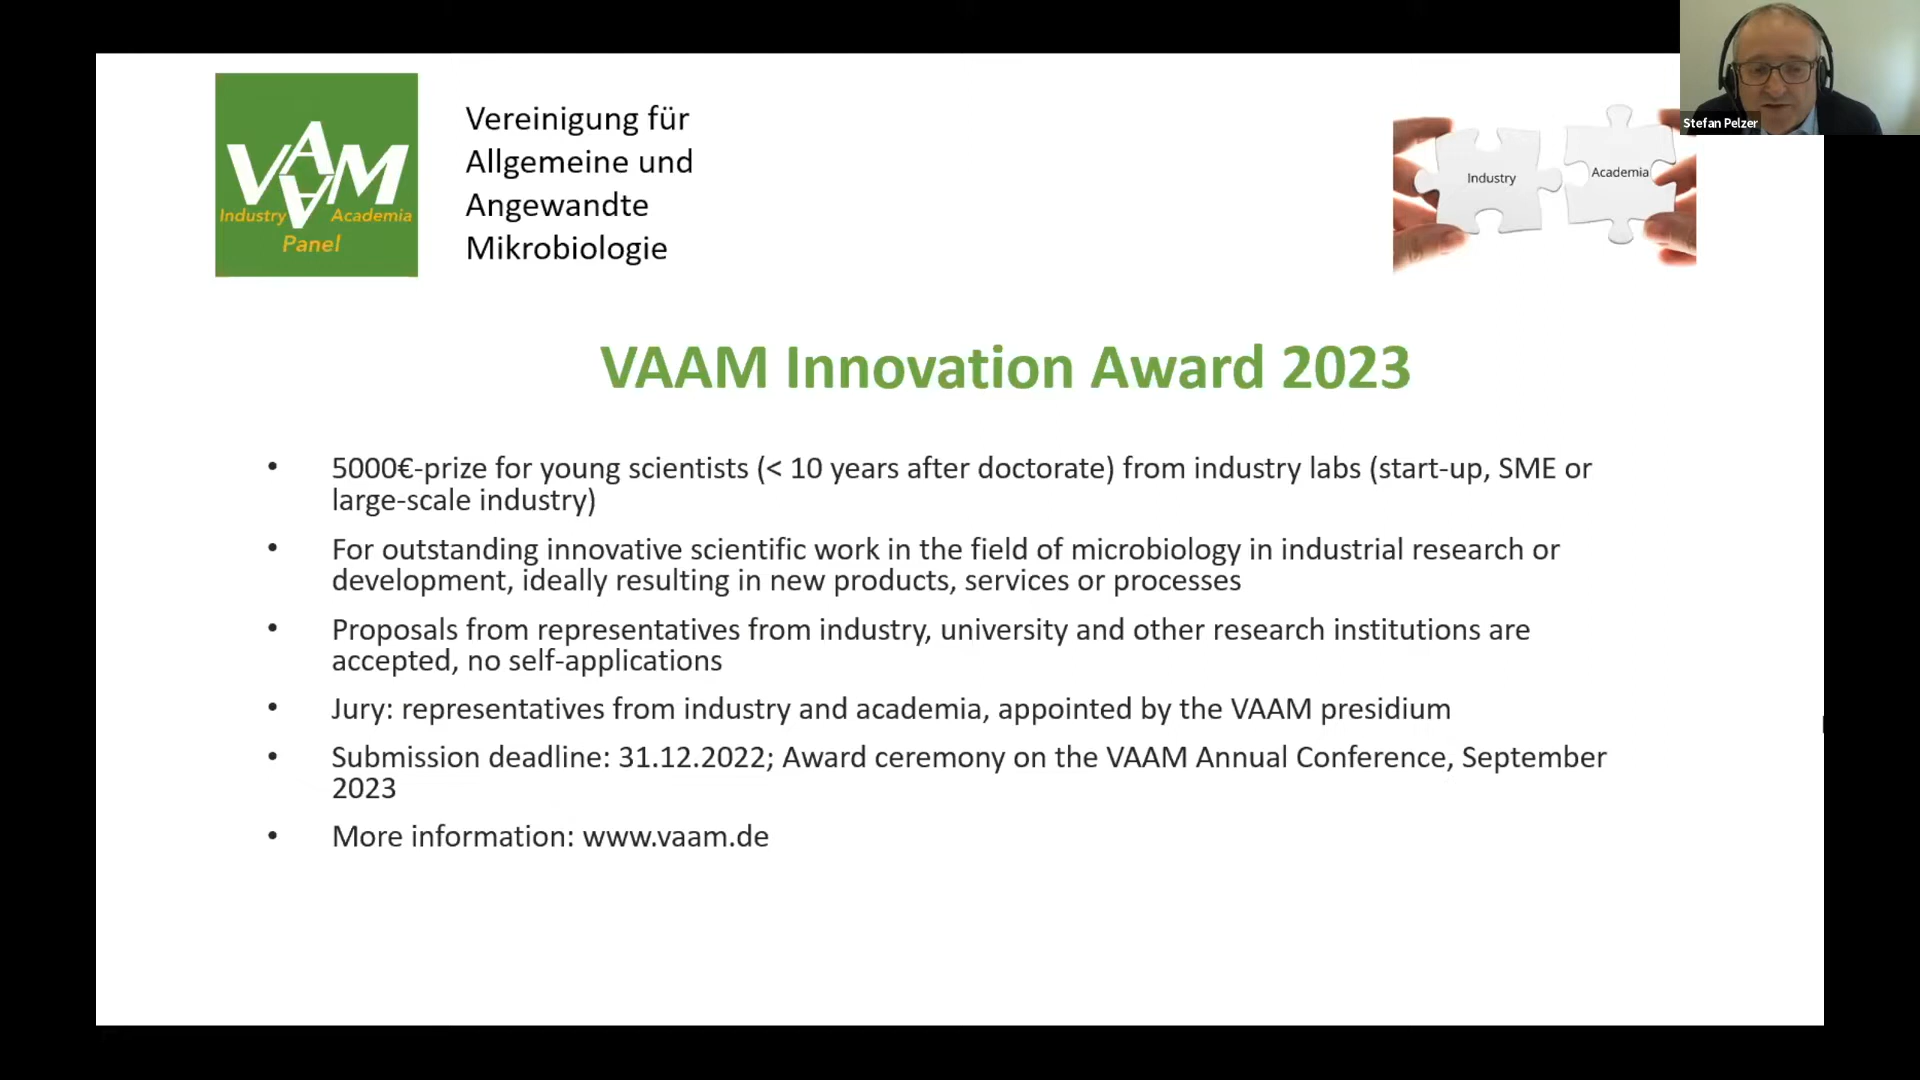 VAAM
Industry Academia
Panel
Vereinigung für
Allgemeine und
Angewandte
Mikrobiologie
Industry
Academia
Stefan Pelzer
VAAM Innovation Award 2023
• 5000€-prize for young scientists (< 10 years after doctorate) from industry labs (start-up, SME or
large-scale industry)
• For outstanding innovative scientific work in the field of microbiology in industrial research or
development, ideally resulting in new products, services or processes
• Proposals from representatives from industry, university and other research institutions are
accepted, no self-applications
• Jury: representatives from industry and academia, appointed by the VAAM presidium
• Submission deadline: 31.12.2022; Award ceremony on the VAAM Annual Conference, September
2023
• More information: www.vaam.de